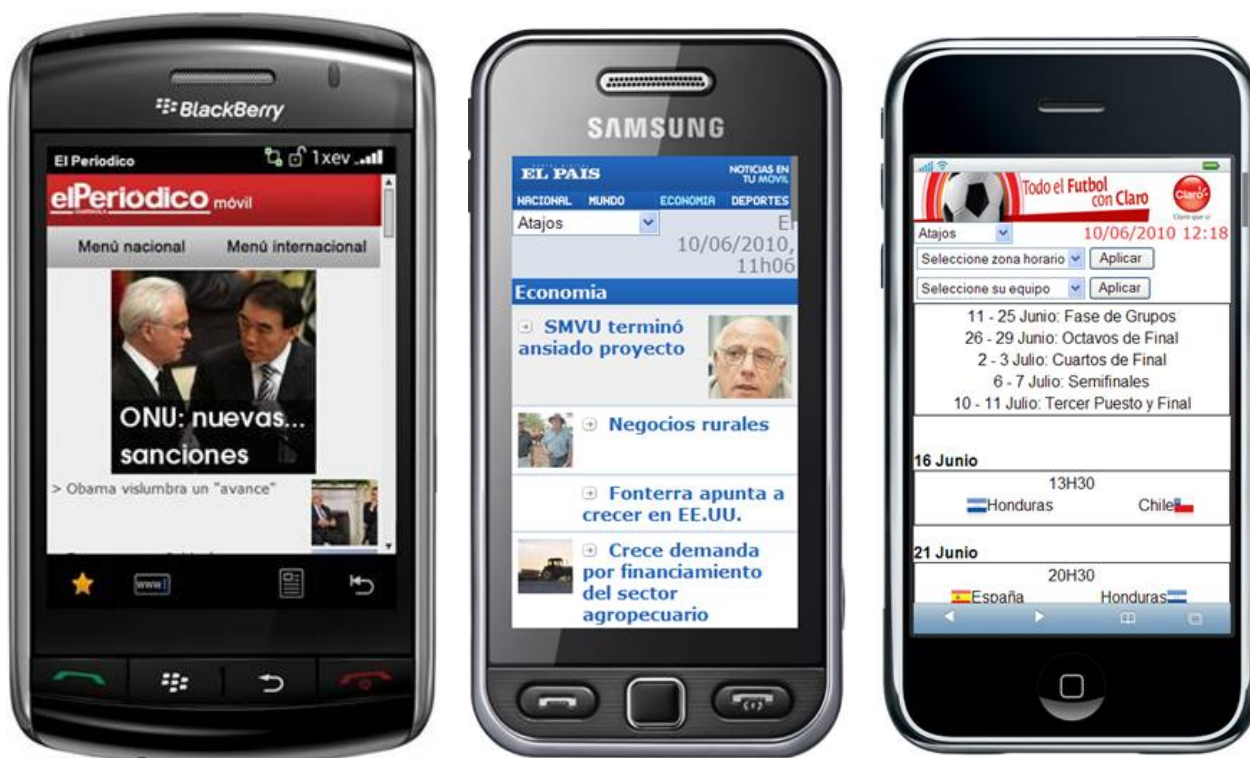 BlackBerry
El Periodico
1xev
elPeriódico móvil
Menú nacional Menú internacional
ONU: nuevas...
sanciones
> Obama vislumbra un "avance"
www
SAMSUNG
EL PAIS
NOTICIAS EN
TU MOVIL
NACIONAL MUNDO ECONOMIA DEPORTES
Atajos
El
10/06/2010,
11h06
Economia
SMVU terminó
ansiado proyecto
Negocios rurales
Fonterra apunta a
crecer en EE.UU.
Crece demanda
por financiamiento
del sector
agropecuario
Todo el Futbol
con Claro
Claro
Claro que sí
Atajos 10/06/2010 12:18
Seleccione zona horario Aplicar
Seleccione su equipo Aplicar
11 - 25 Junio: Fase de Grupos
26 - 29 Junio: Octavos de Final
2 - 3 Julio: Cuartos de Final
6 - 7 Julio: Semifinales
10 - 11 Julio: Tercer Puesto y Final
16 Junio
13H30
Honduras Chile
21 Junio
20H30
España Honduras